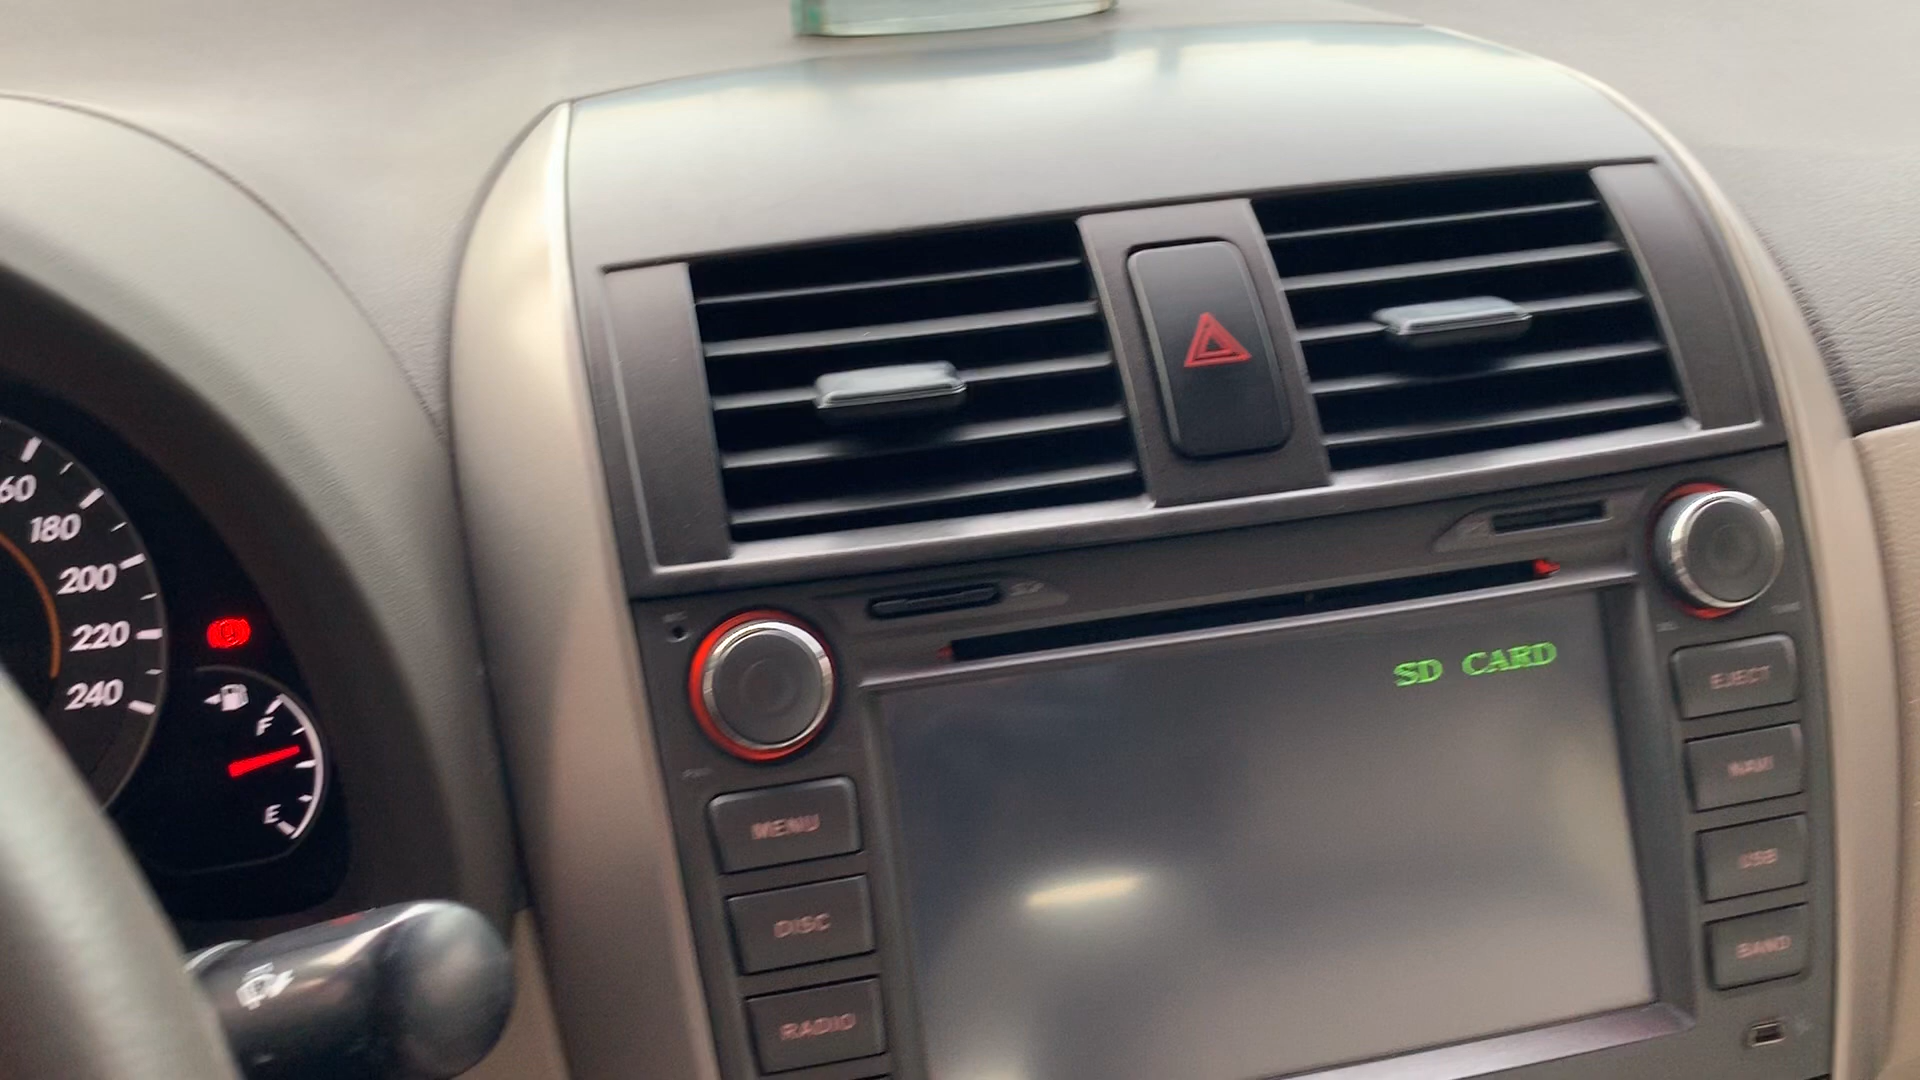 60
180
200
220
240
F
E
SD CARD
MENU
DISC
RADIO
EJECT
NAVI
USB
BAND